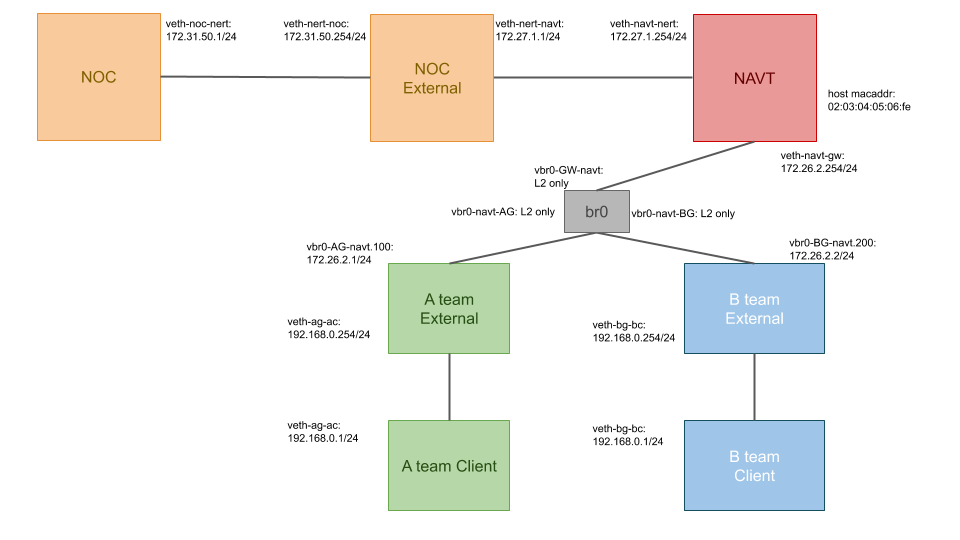 veth-noc-nert:
172.31.50.1/24
veth-nert-noc:
172.31.50.254/24
veth-nert-navt:
172.27.1.1/24
veth-navt-nert:
172.27.1.254/24
NOC
NOC
External
NAVT
host macaddr:
02:03:04:05:06:fe
veth-navt-gw:
172.26.2.254/24
vbr0-GW-navt:
L2 only
vbr0-navt-AG: L2 only
br0
vbr0-navt-BG: L2 only
vbr0-AG-navt.100:
172.26.2.1/24
vbr0-BG-navt.200:
172.26.2.2/24
A team
External
B team
External
veth-ag-ac:
192.168.0.254/24
veth-bg-bc:
192.168.0.254/24
veth-ag-ac:
192.168.0.1/24
veth-bg-bc:
192.168.0.1/24
A team Client
B team
Client